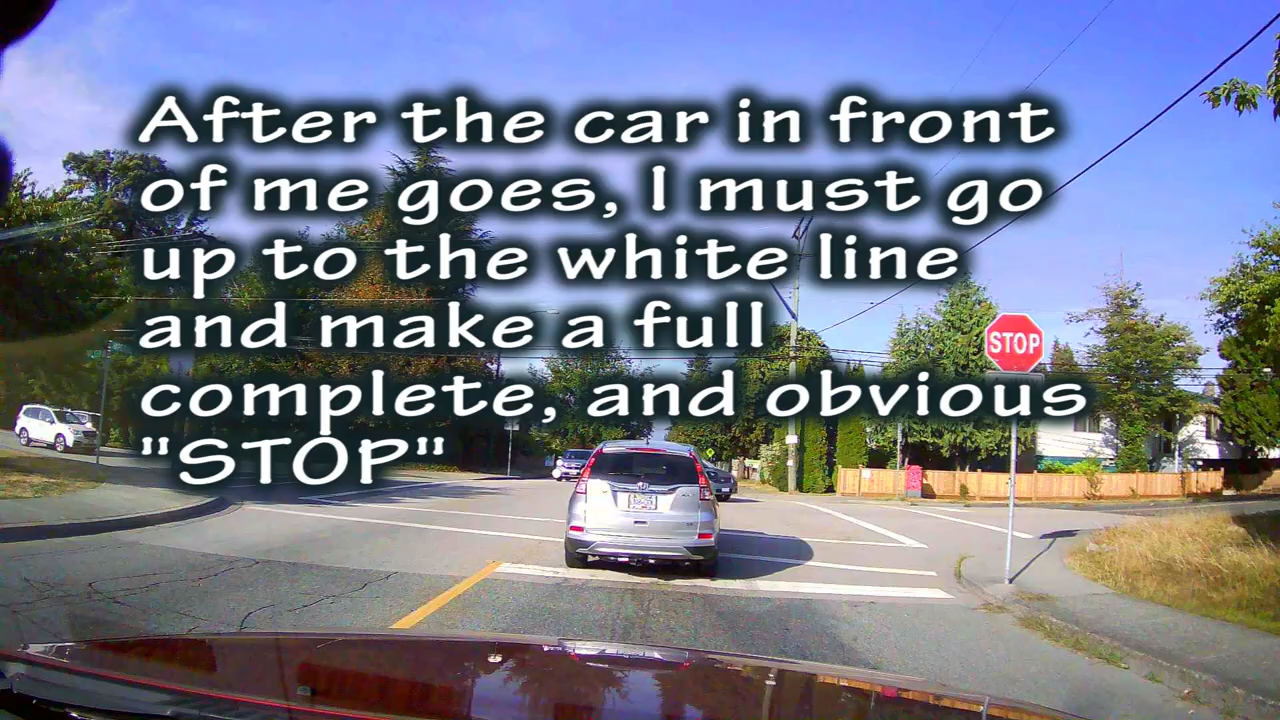 After the car in front
of me goes, I must go
up to the white line
and make a full
complete, and obvious
"STOP"
STOP